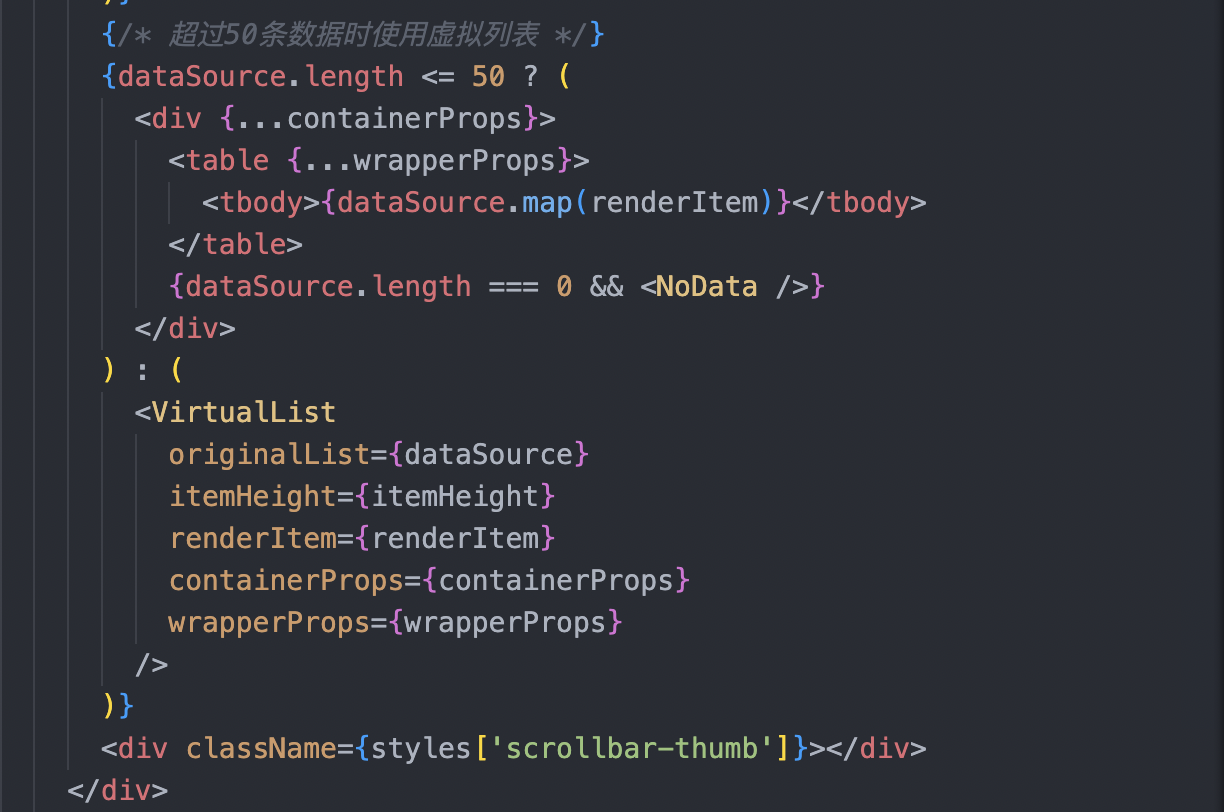 )}
{/* 超过50条数据时使用虚拟列表 */}
{dataSource.length <= 50 ? (
<div {...containerProps}>
<table {...wrapperProps}>
<tbody>{dataSource.map(renderItem)}</tbody>
</table>
{dataSource.length === 0 && <NoData />}
</div>
) : (
<VirtualList
originalList={dataSource}
itemHeight={itemHeight}
renderItem={renderItem}
containerProps={containerProps}
wrapperProps={wrapperProps}
/>
)}
<div className={styles['scrollbar-thumb']}></div>
</div>